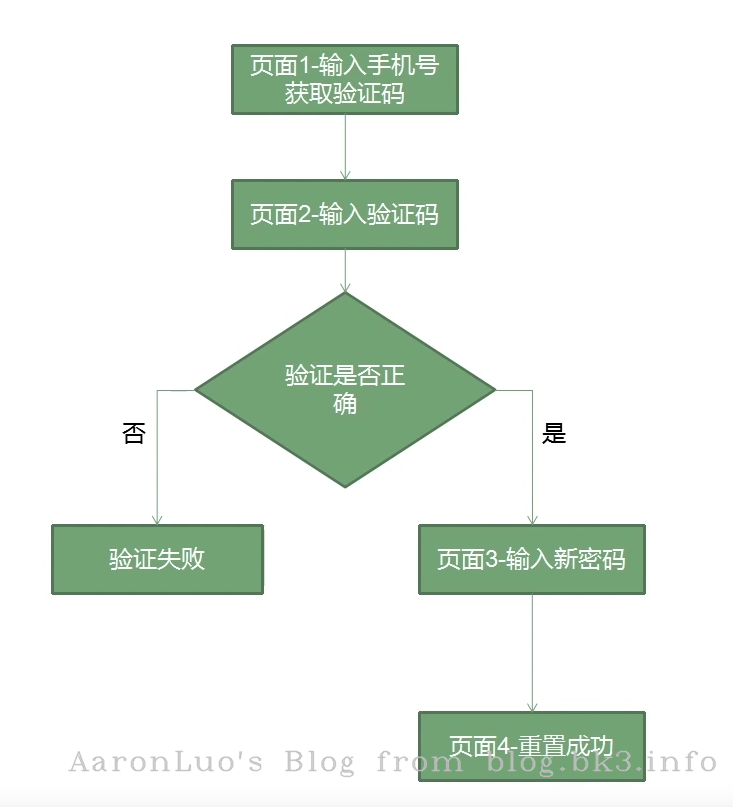 页面1-输入手机号
获取验证码
页面2-输入验证码
验证是否正
确
否
是
验证失败
页面3-输入新密码
页面4-重置成功
AaronLuo's Blog from blog.bk3.info